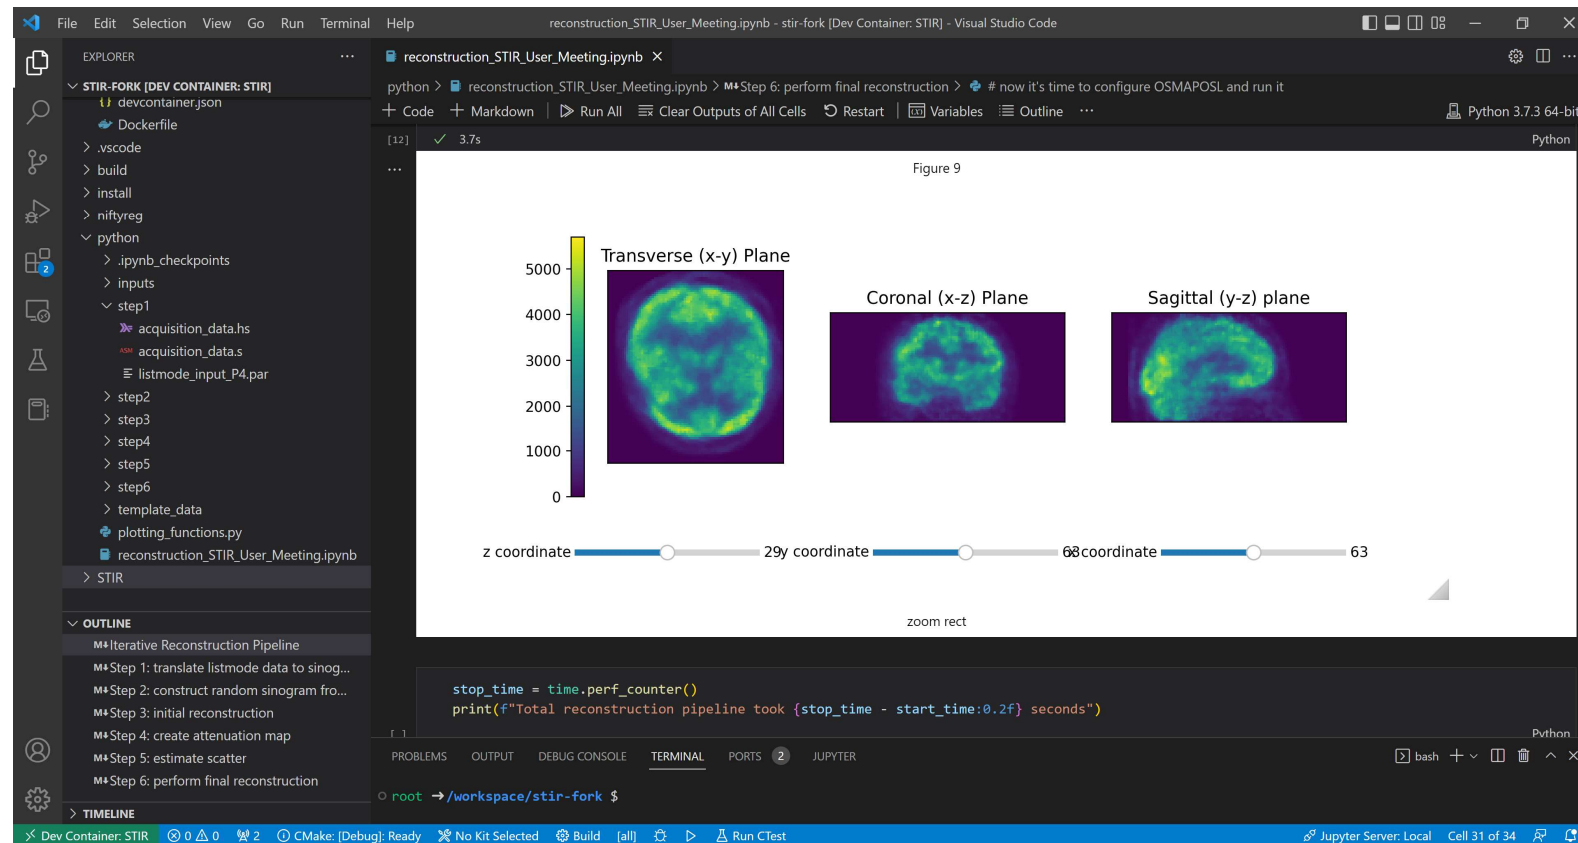 File Edit Selection View Go Run Terminal Help
reconstruction_STIR_User_Meeting.ipynb - stir-fork [Dev Container: STIR] - Visual Studio Code
EXPLORER
STIR-FORK [DEV CONTAINER: STIR]
devcontainer.json
Dockerfile
.vscode
build
install
niftyreg
python
.ipynb_checkpoints
inputs
step1
acquisition_data.hs
ASM acquisition_data.s
listmode_input_P4.par
step2
step3
step4
step5
step6
template_data
plotting_functions.py
reconstruction_STIR_User_Meeting.ipynb
STIR
OUTLINE
M↓Iterative Reconstruction Pipeline
M↓Step 1: translate listmode data to sinog...
M↓Step 2: construct random sinogram fro...
M↓Step 3: initial reconstruction
M↓Step 4: create attenuation map
M↓Step 5: estimate scatter
M↓Step 6: perform final reconstruction
TIMELINE
reconstruction_STIR_User_Meeting.ipynb
python > reconstruction_STIR_User_Meeting.ipynb > M↓Step 6: perform final reconstruction > # now it's time to configure OSMAPOSL and run it
+ Code + Markdown Run All Clear Outputs of All Cells Restart Variables Outline ... Python 3.7.3 64-bit
[12] ✓ 3.7s Python
Figure 9
Transverse (x-y) Plane
Coronal (x-z) Plane
Sagittal (y-z) plane
5000
4000
3000
2000
1000
0
z coordinate 29 y coordinate 63 x coordinate 63
zoom rect
stop_time = time.perf_counter()
print(f"Total reconstruction pipeline took {stop_time - start_time:0.2f} seconds")
[ ] Python
PROBLEMS OUTPUT DEBUG CONSOLE TERMINAL PORTS 2 JUPYTER bash
root →/workspace/stir-fork $
2
Dev Container: STIR 0 0 2 CMake: [Debug]: Ready No Kit Selected Build [all] Run CTest Jupyter Server: Local Cell 31 of 34